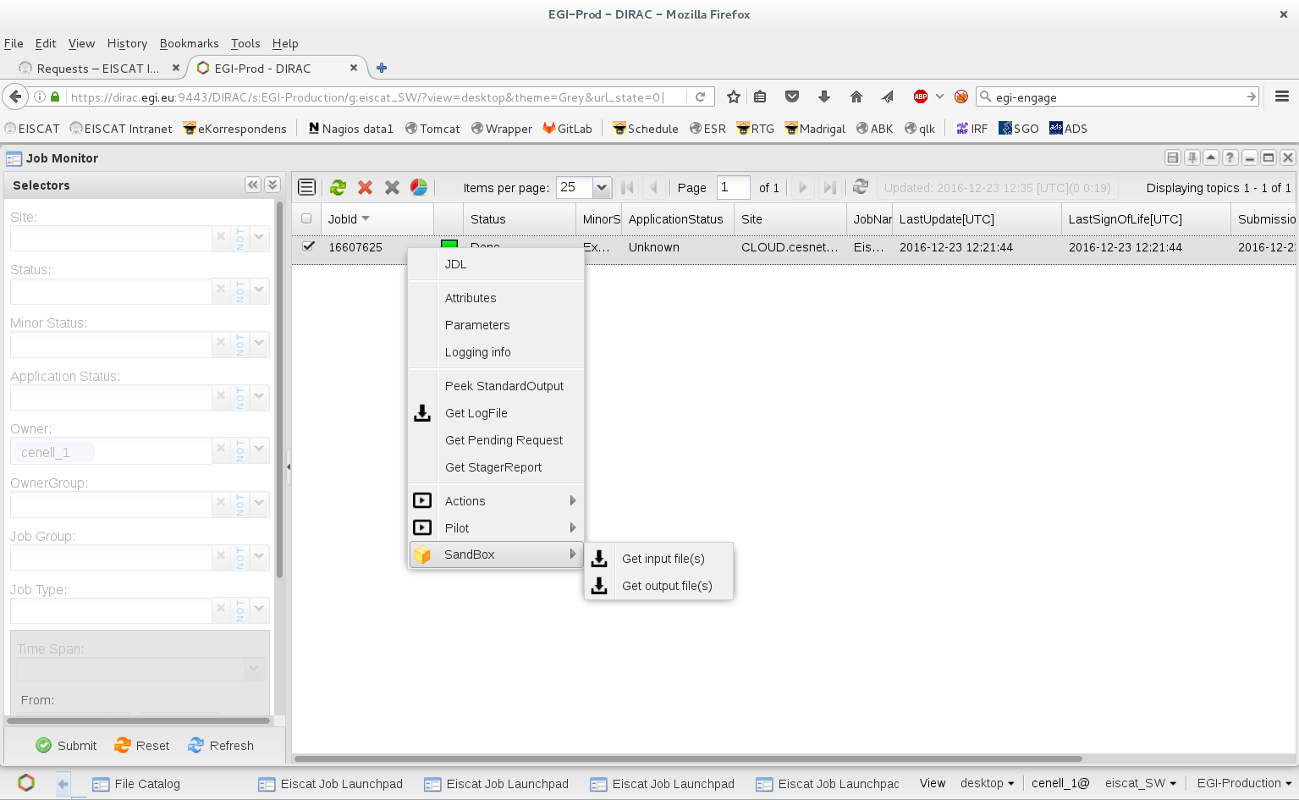 EGI-Prod - DIRAC - Mozilla Firefox
File Edit View History Bookmarks Tools Help
Requests – EISCAT I... EGI-Prod - DIRAC
https://dirac.egi.eu:9443/DIRAC/s:EGI-Production/g:eiscat_SW/?view=desktop&theme=Grey&url_state=0| ABP egi-engage
EISCAT EISCAT Intranet eKorrespondens Nagios data1 Tomcat Wrapper GitLab Schedule ESR RTG Madrigal ABK qlk IRF SGO ADS
Job Monitor
Selectors
Items per page: 25 Page 1 of 1 Updated: 2016-12-23 12:35 [UTC](0 0:19) Displaying topics 1 - 1 of 1
JobId Status MinorS ApplicationStatus Site JobNar LastUpdate[UTC] LastSignOfLife[UTC] Submissio
16607625 Done Ex... Unknown CLOUD.cesnet... Eis... 2016-12-23 12:21:44 2016-12-23 12:21:44 2016-12-2
Site:
NOT
Status:
NOT
Minor Status:
NOT
Application Status:
NOT
Owner:
cenell_1 NOT
OwnerGroup:
NOT
Job Group:
NOT
Job Type:
NOT
Time Span:
From:
Submit Reset Refresh
JDL
Attributes
Parameters
Logging info
Peek StandardOutput
Get LogFile
Get Pending Request
Get StagerReport
Actions
Pilot
SandBox
Get input file(s)
Get output file(s)
File Catalog Eiscat Job Launchpad Eiscat Job Launchpad Eiscat Job Launchpad Eiscat Job Launchpac View desktop cenell_1@ eiscat_SW EGI-Production